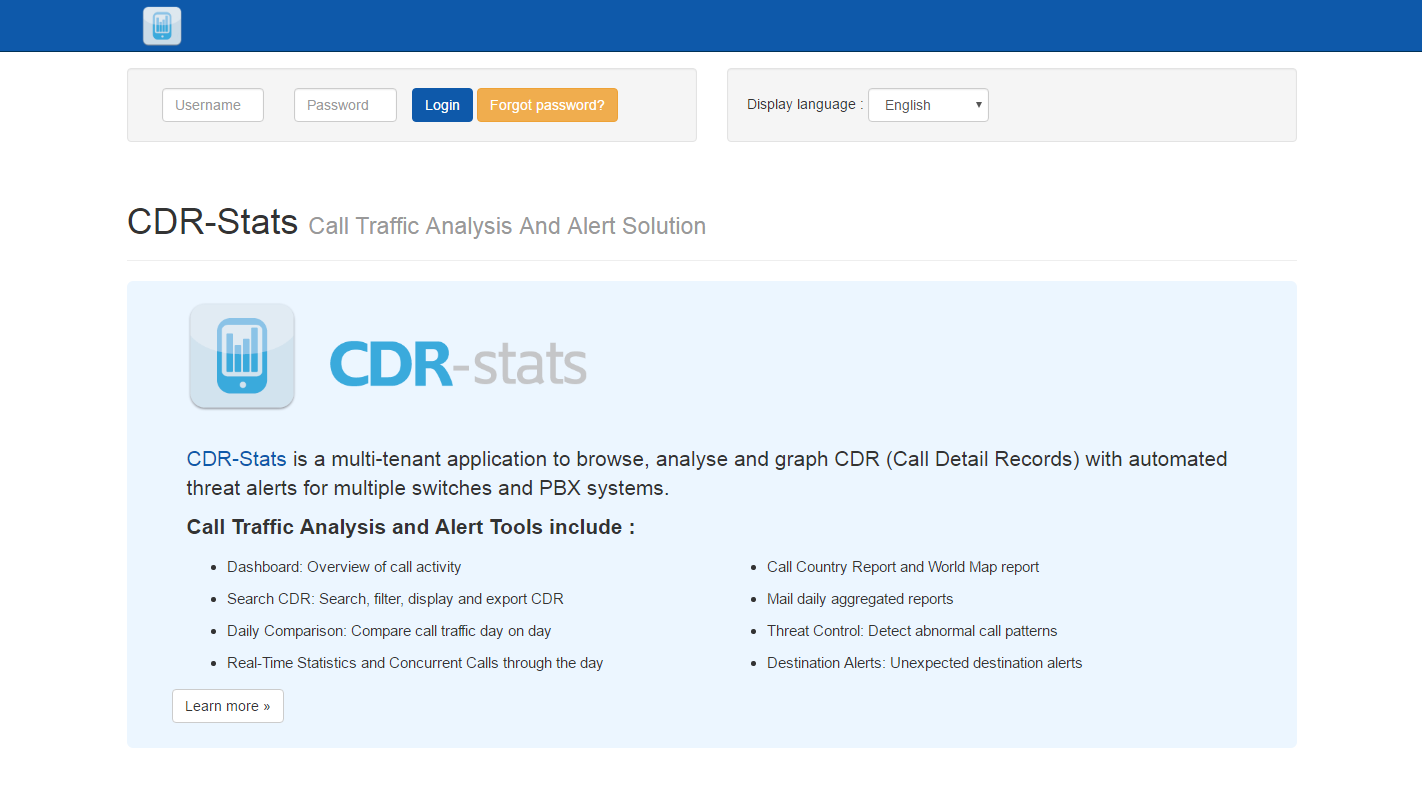 Username Password Login Forgot password? Display language : English
CDR-Stats Call Traffic Analysis And Alert Solution
CDR-stats
CDR-Stats is a multi-tenant application to browse, analyse and graph CDR (Call Detail Records) with automated
threat alerts for multiple switches and PBX systems.
Call Traffic Analysis and Alert Tools include :
Dashboard: Overview of call activity
Search CDR: Search, filter, display and export CDR
Daily Comparison: Compare call traffic day on day
Real-Time Statistics and Concurrent Calls through the day
Call Country Report and World Map report
Mail daily aggregated reports
Threat Control: Detect abnormal call patterns
Destination Alerts: Unexpected destination alerts
Learn more »